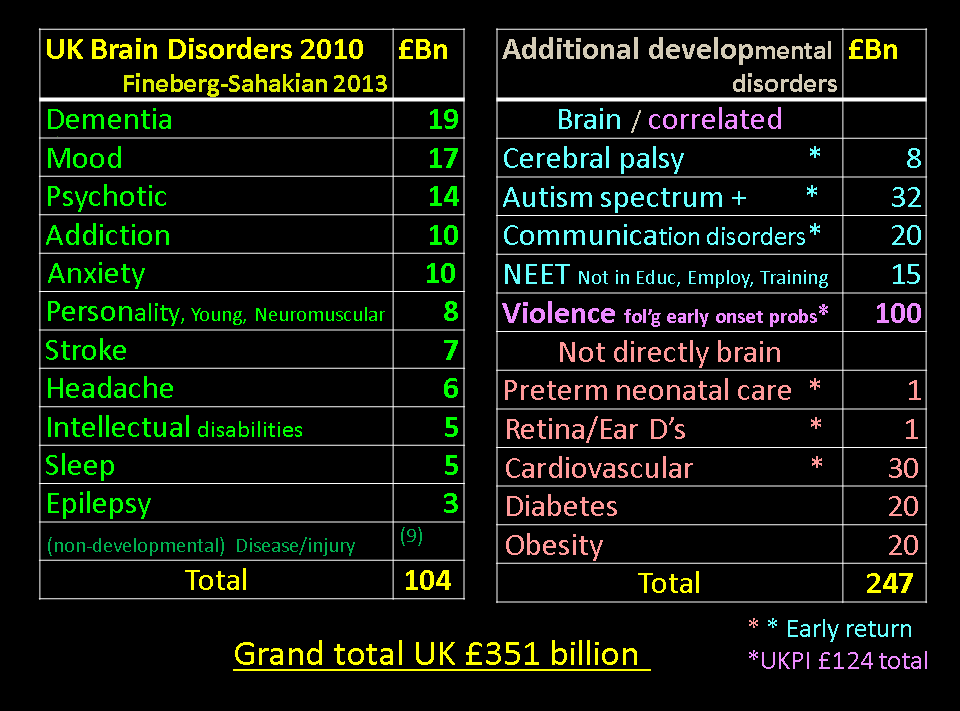 UK Brain Disorders 2010 £Bn
Fineberg-Sahakian 2013
Dementia 19
Mood 17
Psychotic 14
Addiction 10
Anxiety 10
Personality, Young, Neuromuscular 8
Stroke 7
Headache 6
Intellectual disabilities 5
Sleep 5
Epilepsy 3
(non-developmental) Disease/injury (9)
Total 104
Additional developmental £Bn
disorders
Brain / correlated
Cerebral palsy * 8
Autism spectrum + * 32
Communication disorders* 20
NEET Not in Educ, Employ, Training 15
Violence fol'g early onset probs* 100
Not directly brain
Preterm neonatal care * 1
Retina/Ear D's * 1
Cardiovascular * 30
Diabetes 20
Obesity 20
Total 247
Grand total UK £351 billion
* * Early return
*UKPI £124 total